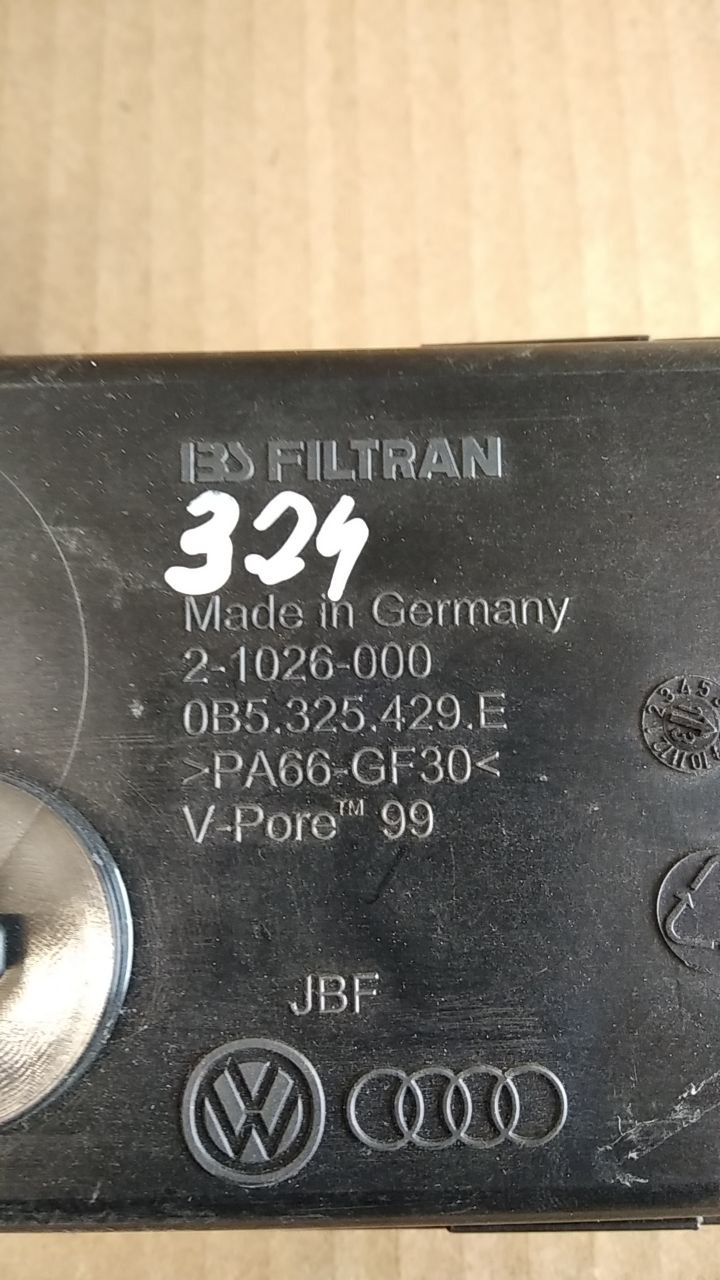 IBS FILTRAN
324
Made in Germany
2-1026-000
0B5.325.429.E
>PA66-GF30<
V-Pore™ 99
JBF